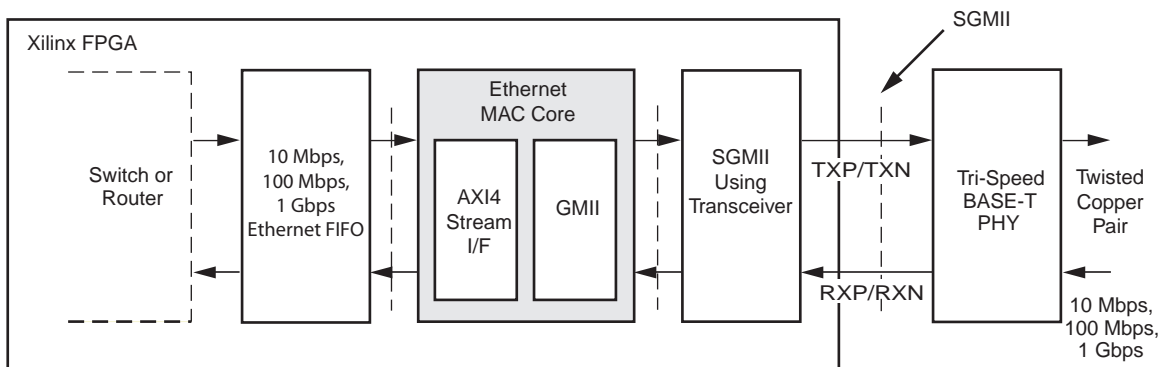 SGMII
Xilinx FPGA
Switch or
Router
10 Mbps,
100 Mbps,
1 Gbps
Ethernet FIFO
Ethernet
MAC Core
AXI4
Stream
I/F
GMII
SGMII
Using
Transceiver
TXP/TXN
RXP/RXN
Tri-Speed
BASE-T
PHY
Twisted
Copper
Pair
10 Mbps,
100 Mbps,
1 Gbps